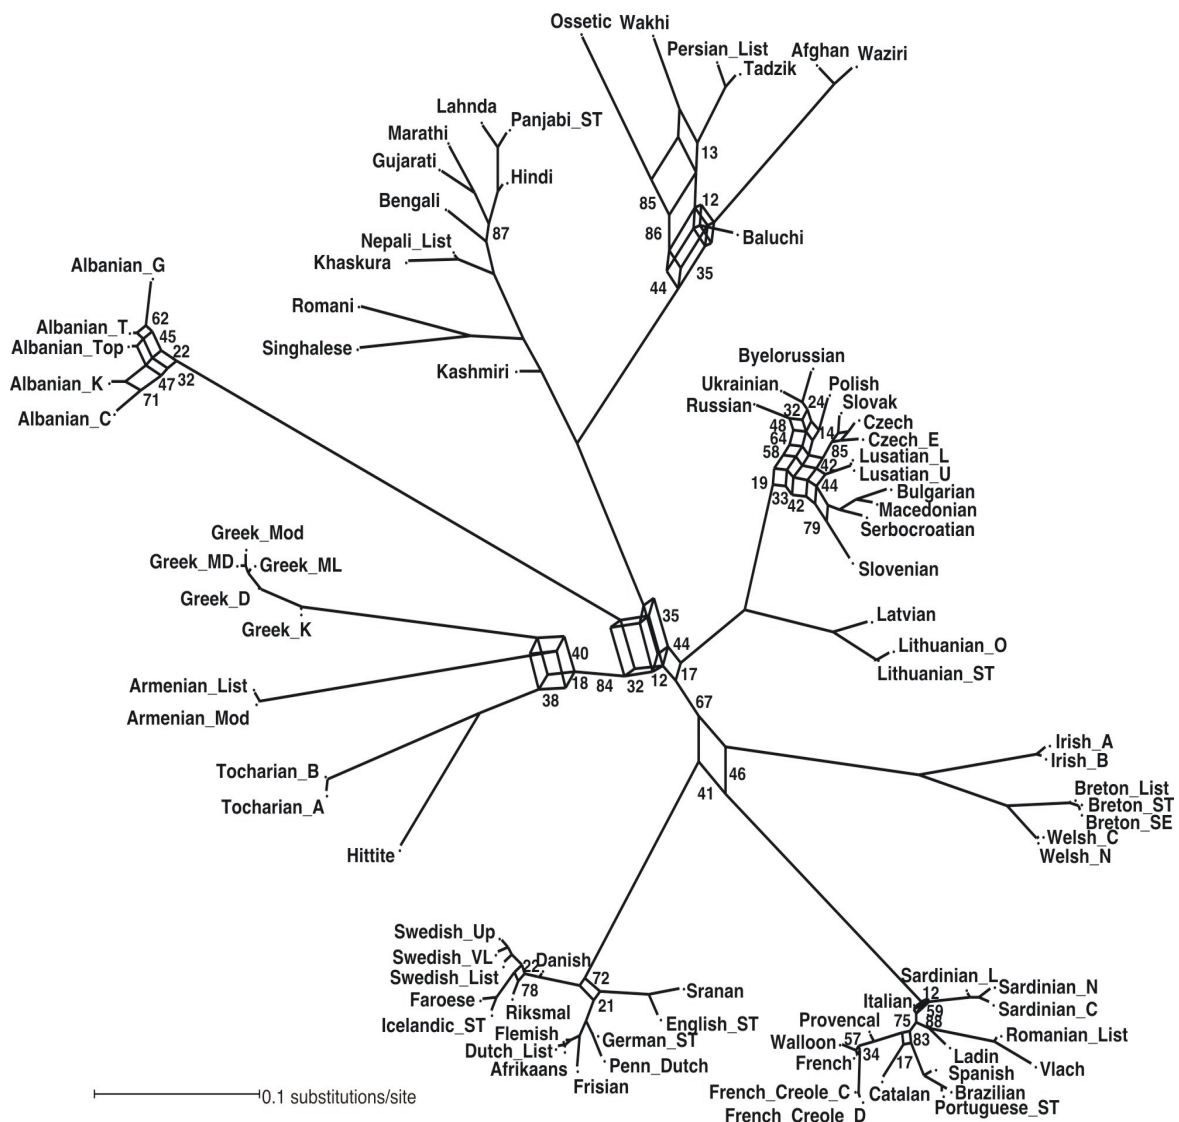 Ossetic Wakhi
Persian_List
Afghan
Waziri
Tadzik
Lahnda
Panjabi_ST
Marathi
Gujarati
13
Hindi
Bengali
85
12
87
86
Nepali_List
Baluchi
Khaskura
Albanian_G
35
44
Romani
62
Albanian_T
45
Albanian_Top
22
Singhalese
Byelorussian
Kashmiri
Albanian_K
47
32
Ukrainian
Polish
71
Russian
32
24
Slovak
Albanian_C
48
14
Czech
64
Czech_E
58
85
Lusatian_L
42
Lusatian_U
19
44
33
42
Bulgarian
Macedonian
79
Serbocroatian
Greek_Mod
Greek_MD
Greek_ML
Slovenian
Greek_D
Greek_K
35
Latvian
44
Lithuanian_O
40
17
Lithuanian_ST
Armenian_List
18
84
32
12
38
67
Armenian_Mod
Irish_A
Irish_B
Tocharian_B
46
Breton_List
41
Breton_ST
Tocharian_A
Breton_SE
Welsh_C
Hittite
Welsh_N
Swedish_Up
Swedish_VL
22
Danish
Swedish_List
72
Sardinian_L
78
Sranan
Sardinian_N
Faroese
12
Italian
Sardinian_C
Riksmal
21
59
Icelandic_ST
English_ST
Provencal
75
88
Romanian_List
Flemish
German_ST
Walloon
57
83
Dutch_List
34
Ladin
Afrikaans
Penn_Dutch
French
17
Spanish
Vlach
Frisian
French_Creole_C
Catalan
Brazilian
0.1 substitutions/site
Portuguese_ST
French_Creole_D